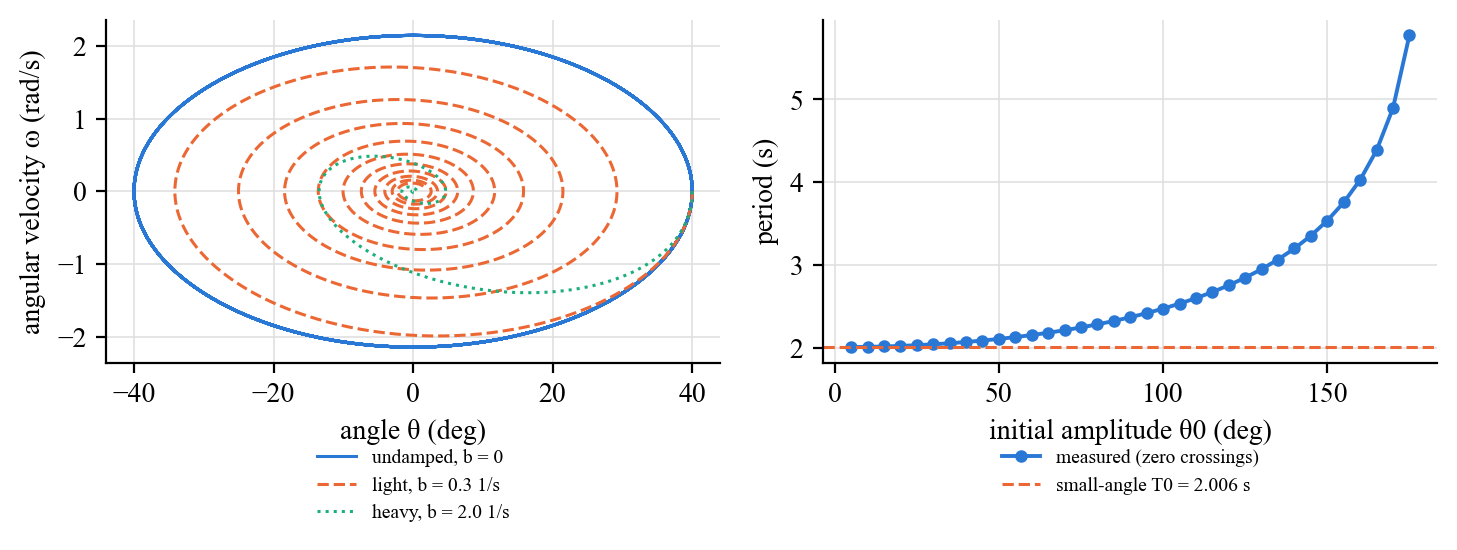 angular velocity ω (rad/s)
2
1
0
−1
−2
−40
−20
0
20
40
angle θ (deg)
undamped, b = 0
light, b = 0.3 1/s
heavy, b = 2.0 1/s
period (s)
5
4
3
2
0
50
100
150
initial amplitude θ0 (deg)
measured (zero crossings)
small-angle T0 = 2.006 s